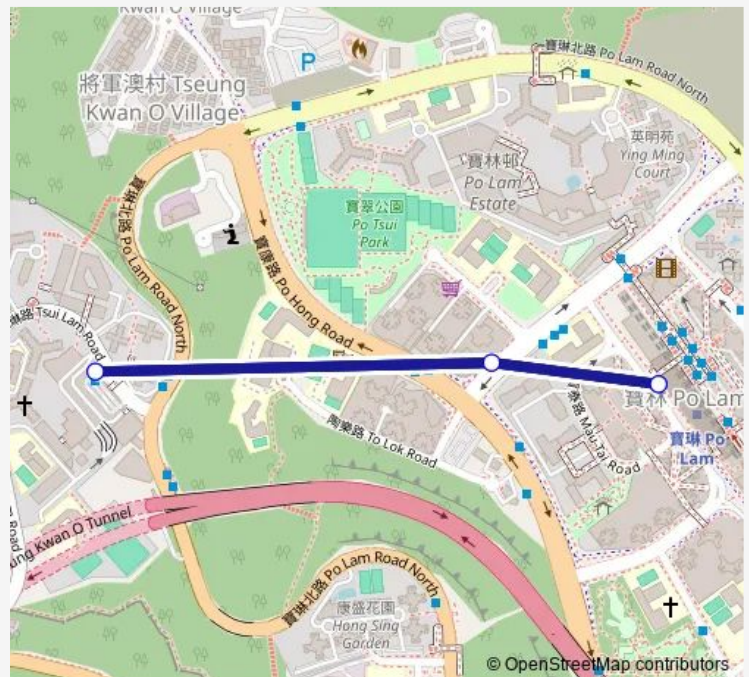 Kwan O Village
將軍澳村 Tseung
Kwan O Village
P
寶琳北路 Po Lam Road North
英明苑
Ying Ming
Court
寶林邨
Po Lam
Estate
寶翠公園
Po Tsui
Park
寶琳北路 Po Lam Road North
寶康路 Po Hong Road
Tsui Lam Road
寶林 Po Lam
寶琳 Po
Lam
Mau Tai Road
陶樂路 To Lok Road
Kwan O Tunnel
Road
寶琳北路 Po Lam Road North
康盛花園
Hong Sing
Garden
© OpenStreetMap contributors